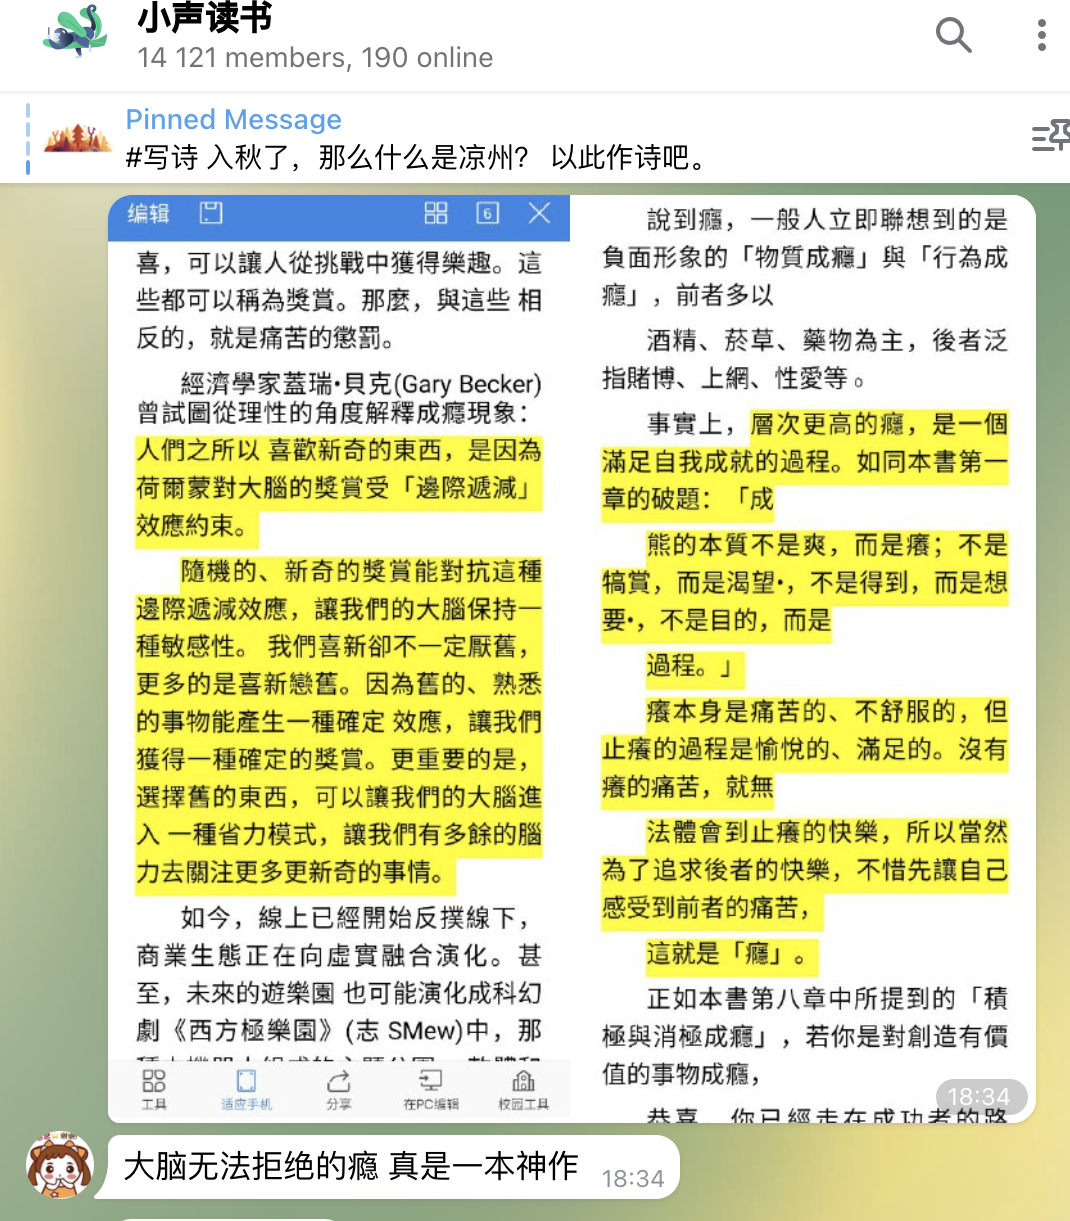 小声读书
14 121 members, 190 online
Pinned Message
#写诗 入秋了，那么什么是凉州？ 以此作诗吧。
编辑
6
喜，可以讓人從挑戰中獲得樂趣。這
些都可以稱為獎賞。那麼，與這些 相
反的，就是痛苦的懲罰。
經濟學家蓋瑞•貝克(Gary Becker)
曾試圖從理性的角度解釋成癮現象：
人們之所以 喜歡新奇的東西，是因為
荷爾蒙對大腦的獎賞受「邊際遞減」
效應約束。
隨機的、新奇的獎賞能對抗這種
邊際遞減效應，讓我們的大腦保持一
種敏感性。 我們喜新卻不一定厭舊，
更多的是喜新戀舊。因為舊的、熟悉
的事物能產生一種確定 效應，讓我們
獲得一種確定的獎賞。更重要的是，
選擇舊的東西，可以讓我們的大腦進
入 一種省力模式，讓我們有多餘的腦
力去關注更多更新奇的事情。
如今，線上已經開始反撲線下，
商業生態正在向虛實融合演化。甚
至，未來的遊樂園 也可能演化成科幻
劇《西方極樂園》(志 SMew)中，那
工具
适应手机
分享
在PC编辑
校园工具
說到癮，一般人立即聯想到的是
負面形象的「物質成癮」與「行為成
癮」，前者多以
酒精、菸草、藥物為主，後者泛
指賭博、上網、性愛等。
事實上，層次更高的癮，是一個
滿足自我成就的過程。如同本書第一
章的破題：「成
熊的本質不是爽，而是癢；不是
犒賞，而是渴望•，不是得到，而是想
要•，不是目的，而是
過程。」
癢本身是痛苦的、不舒服的，但
止癢的過程是愉悅的、滿足的。沒有
癢的痛苦，就無
法體會到止癢的快樂，所以當然
為了追求後者的快樂，不惜先讓自己
感受到前者的痛苦，
這就是「癮」。
正如本書第八章中所提到的「積
極與消極成癮」，若你是對創造有價
值的事物成癮，
恭喜，你已經走在成功者的路
18:34
大脑无法拒绝的瘾 真是一本神作
18:34